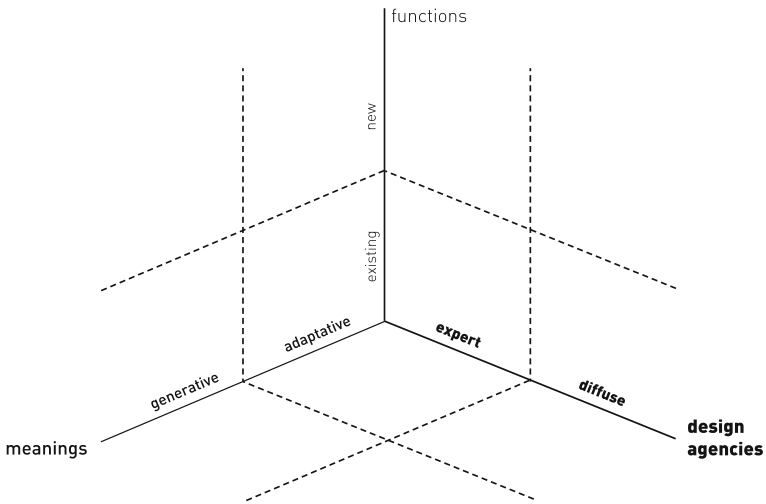 functions
new
existing
adaptative
expert
generative
diffuse
meanings
design
agencies